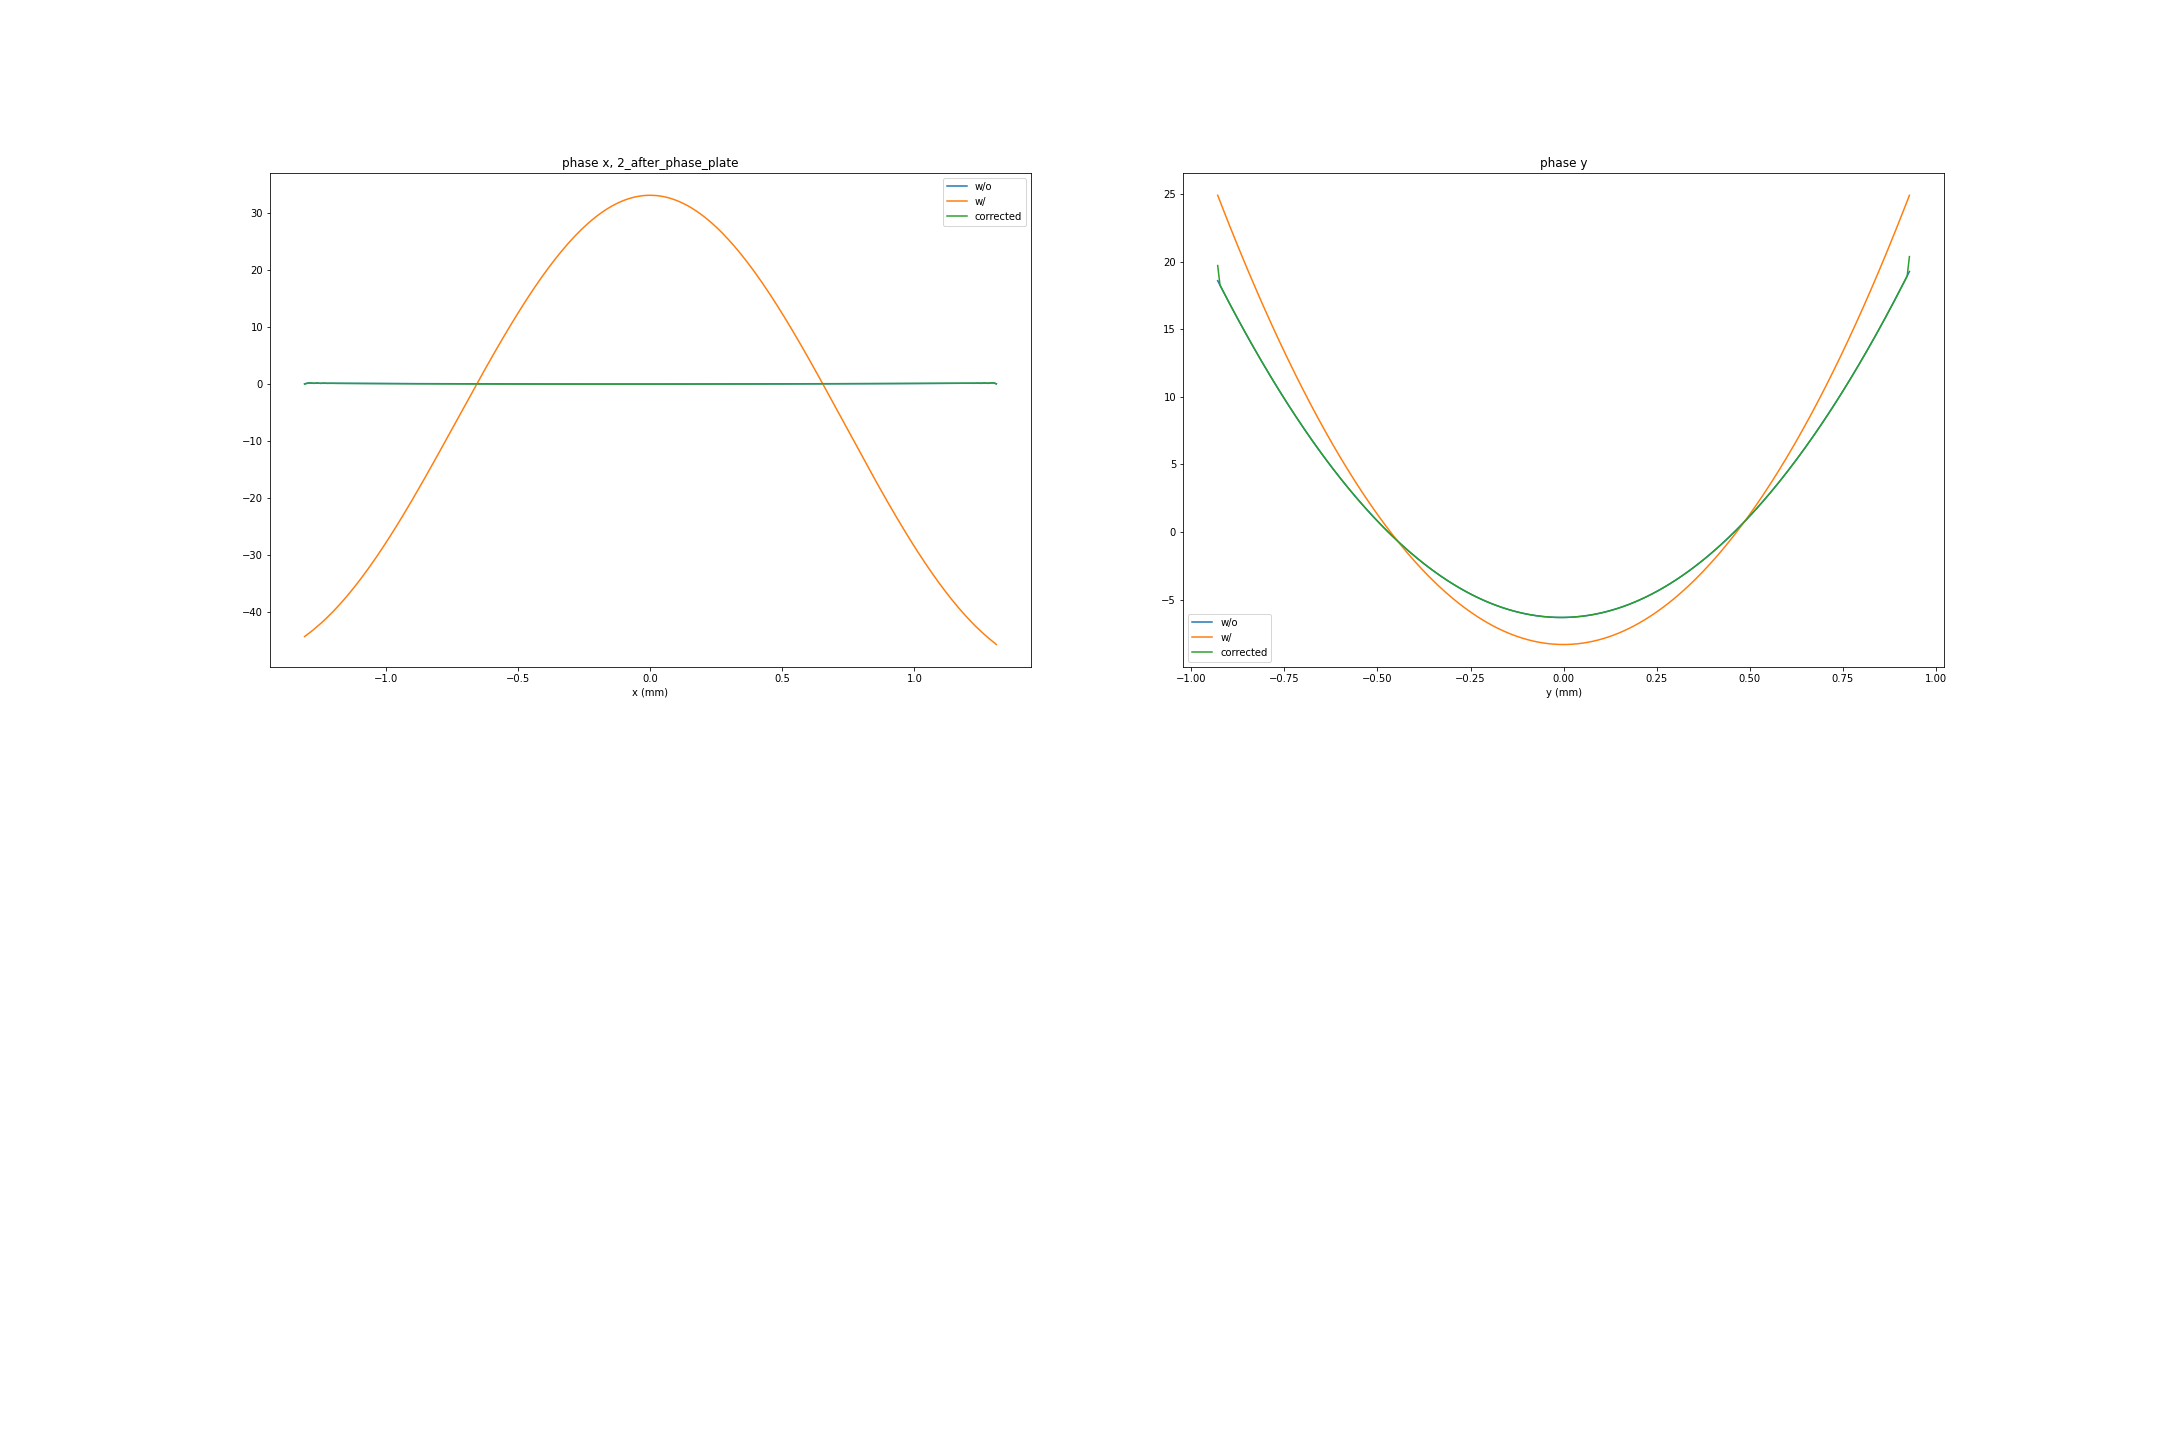 phase x, 2_after_phase_plate
w/o
w/
corrected
30
20
10
0
−10
−20
−30
−40
−1.0 −0.5 0.0 0.5 1.0
x (mm)
phase y
25
20
15
10
5
0
−5
w/o
w/
corrected
−1.00 −0.75 −0.50 −0.25 0.00 0.25 0.50 0.75 1.00
y (mm)